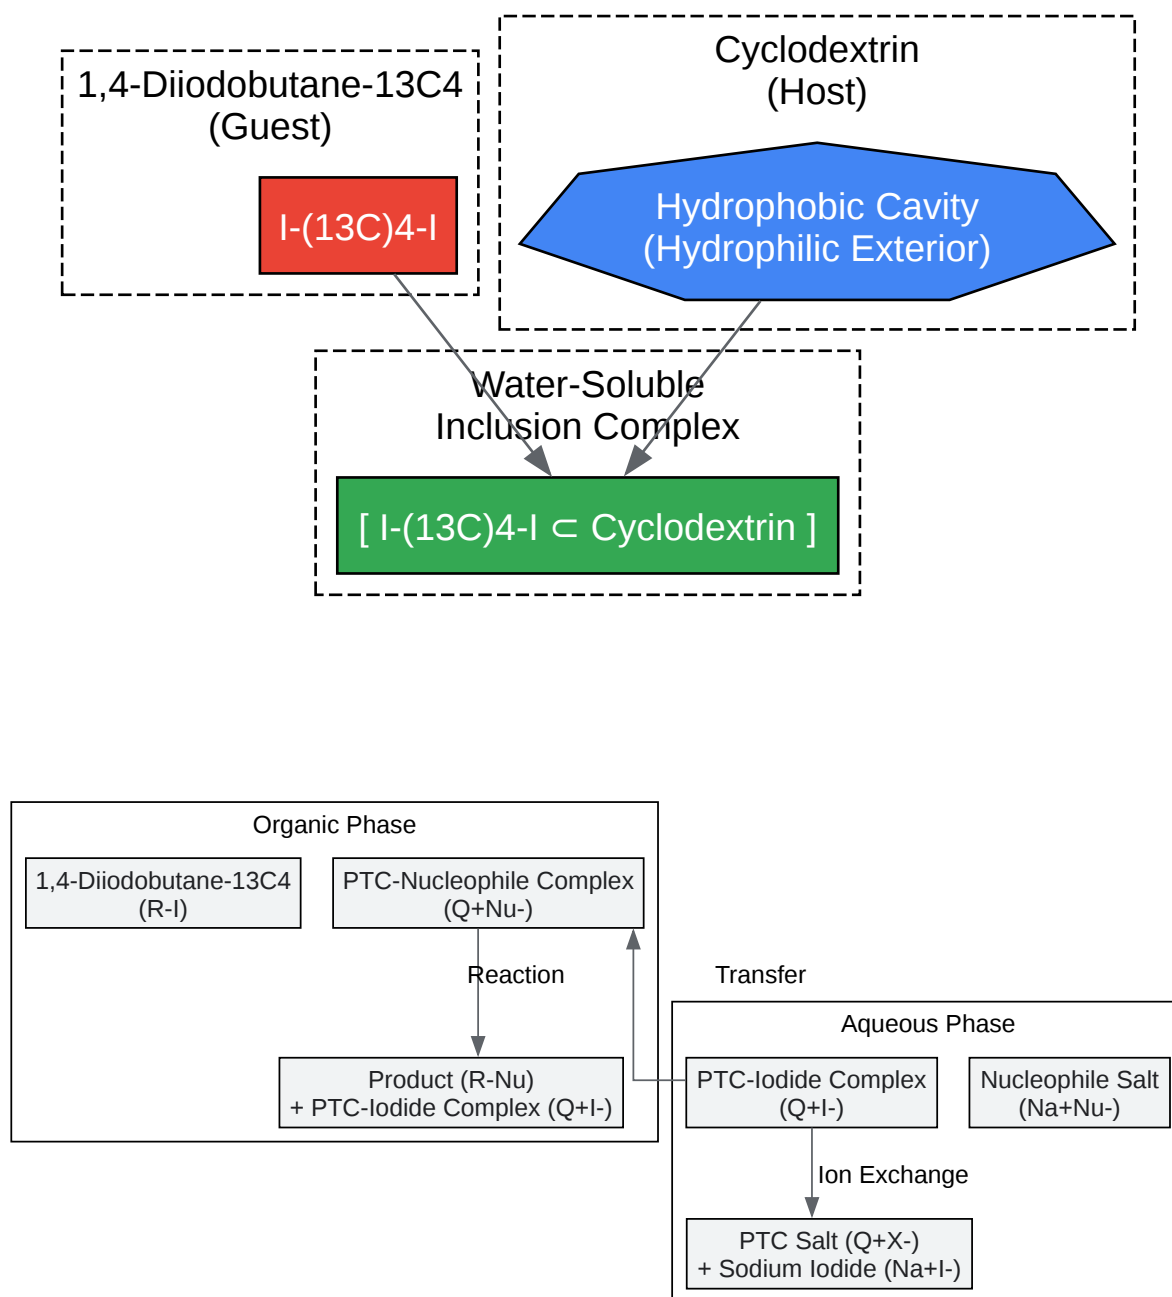 1,4-Diiodobutane-13C4
(Guest)
I-(13C)4-I
Cyclodextrin
(Host)
Hydrophobic Cavity
(Hydrophilic Exterior)
Water-Soluble
Inclusion Complex
[ I-(13C)4-I ⊂ Cyclodextrin ]
Organic Phase
1,4-Diiodobutane-13C4
(R-I)
PTC-Nucleophile Complex
(Q+Nu-)
Reaction
Transfer
Product (R-Nu)
+ PTC-Iodide Complex (Q+I-)
Aqueous Phase
PTC-Iodide Complex
(Q+I-)
Nucleophile Salt
(Na+Nu-)
Ion Exchange
PTC Salt (Q+X-)
+ Sodium Iodide (Na+I-)